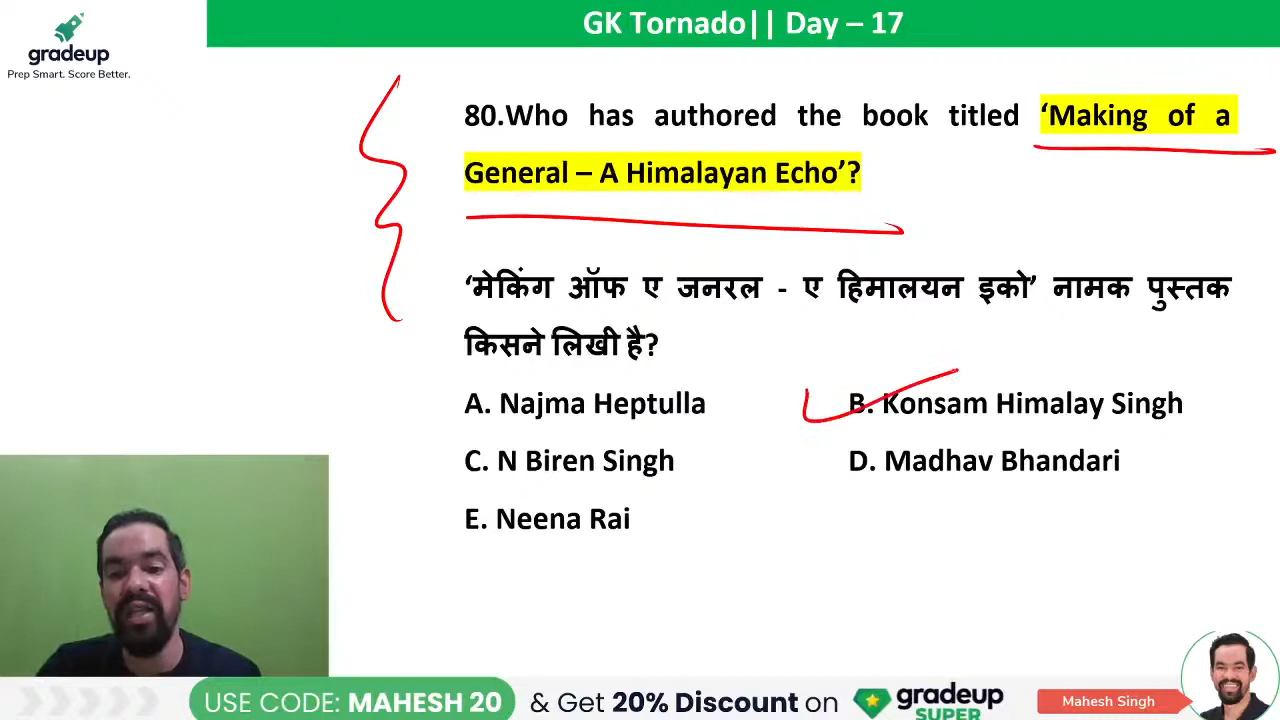 GK Tornado|| Day – 17
gradeup
Prep Smart. Score Better.
80.Who has authored the book titled ‘Making of a
General – A Himalayan Echo’?
‘मेकिंग ऑफ ए जनरल - ए हिमालयन इको’ नामक पुस्तक
किसने लिखी है?
A. Najma Heptulla
B. Konsam Himalay Singh
C. N Biren Singh
D. Madhav Bhandari
E. Neena Rai
USE CODE: MAHESH 20 & Get 20% Discount on
gradeup
SUPER
Mahesh Singh